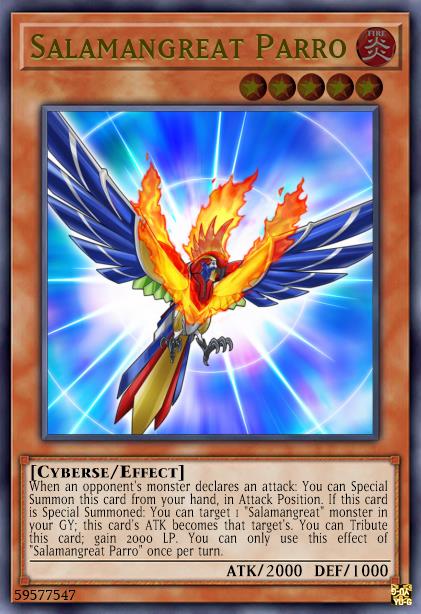 Salamangreat Parro
FIRE
炎
[Cyberse/Effect]
When an opponent's monster declares an attack: You can Special
Summon this card from your hand, in Attack Position. If this card
is Special Summoned: You can target 1 "Salamangreat" monster in
your GY; this card's ATK becomes that target's. You can Tribute
this card; gain 2000 LP. You can only use this effect of
"Salamangreat Parro" once per turn.
ATK/2000 DEF/1000
59577547